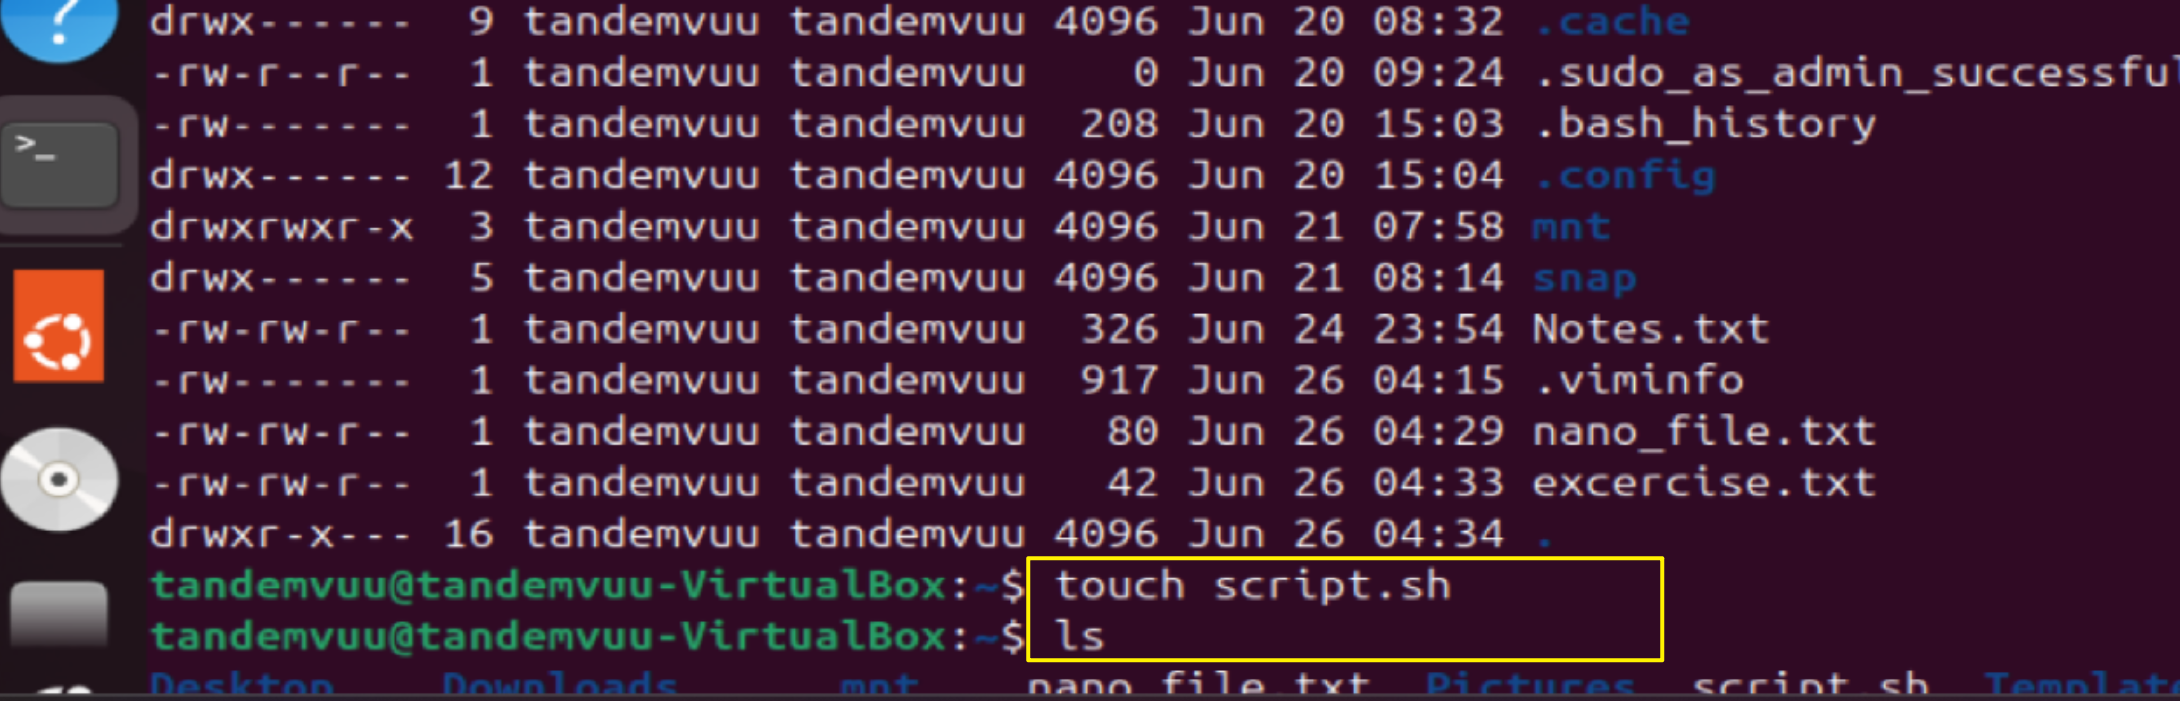 drwx------  9 tandemvuu tandemvuu 4096 Jun 20 08:32 .cache
-rw-r--r--  1 tandemvuu tandemvuu    0 Jun 20 09:24 .sudo_as_admin_successful
-rw-------  1 tandemvuu tandemvuu  208 Jun 20 15:03 .bash_history
drwx------ 12 tandemvuu tandemvuu 4096 Jun 20 15:04 .config
drwxrwxr-x  3 tandemvuu tandemvuu 4096 Jun 21 07:58 mnt
drwx------  5 tandemvuu tandemvuu 4096 Jun 21 08:14 snap
-rw-rw-r--  1 tandemvuu tandemvuu  326 Jun 24 23:54 Notes.txt
-rw-------  1 tandemvuu tandemvuu  917 Jun 26 04:15 .viminfo
-rw-rw-r--  1 tandemvuu tandemvuu   80 Jun 26 04:29 nano_file.txt
-rw-rw-r--  1 tandemvuu tandemvuu   42 Jun 26 04:33 excercise.txt
drwxr-x--- 16 tandemvuu tandemvuu 4096 Jun 26 04:34 .
tandemvuu@tandemvuu-VirtualBox:~$ touch script.sh
tandemvuu@tandemvuu-VirtualBox:~$ ls
Desktop Downloads mnt nano_file.txt Pictures script.sh Template